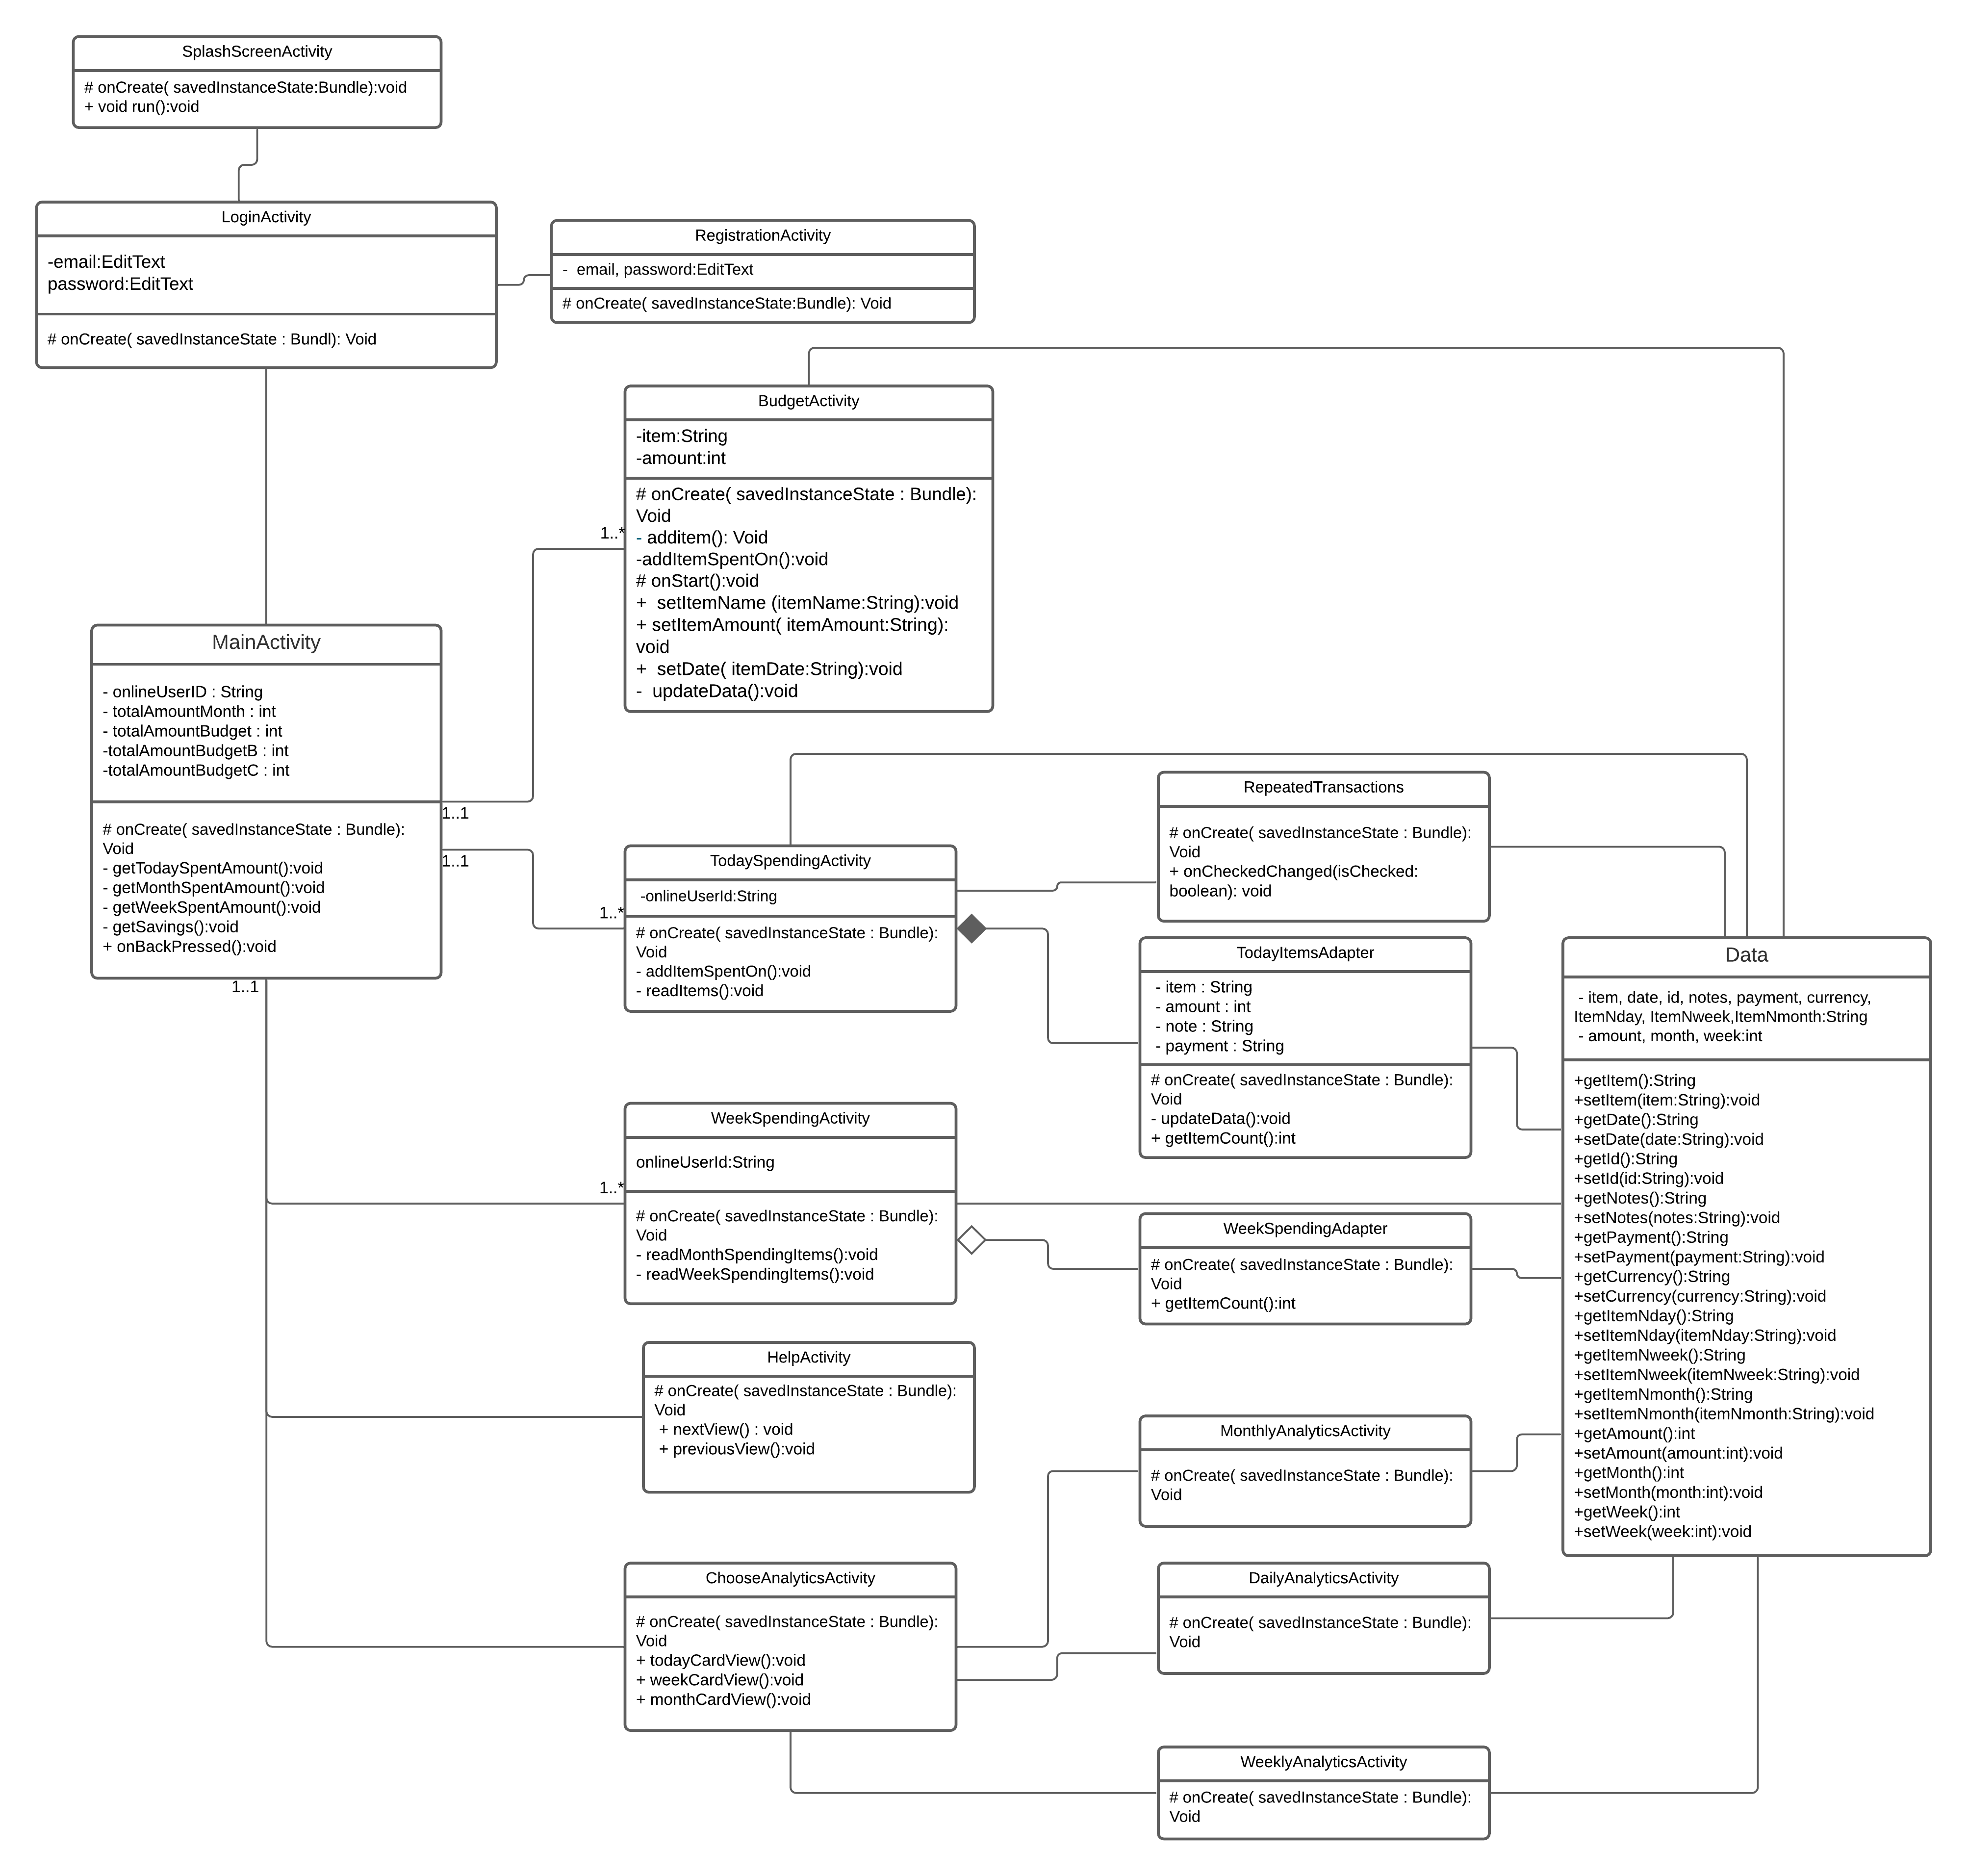 SplashScreenActivity
# onCreate( savedInstanceState:Bundle):void
+ void run():void
LoginActivity
-email:EditText
password:EditText
# onCreate( savedInstanceState : Bundl): Void
RegistrationActivity
-  email, password:EditText
# onCreate( savedInstanceState:Bundle): Void
BudgetActivity
-item:String
-amount:int
# onCreate( savedInstanceState : Bundle):
Void
- additem(): Void
-addItemSpentOn():void
# onStart():void
+  setItemName (itemName:String):void
+ setItemAmount( itemAmount:String):
void
+  setDate( itemDate:String):void
-  updateData():void
1..*
MainActivity
- onlineUserID : String
- totalAmountMonth : int
- totalAmountBudget : int
-totalAmountBudgetB : int
-totalAmountBudgetC : int
# onCreate( savedInstanceState : Bundle):
Void
- getTodaySpentAmount():void
- getMonthSpentAmount():void
- getWeekSpentAmount():void
- getSavings():void
+ onBackPressed():void
1..1
1..1
1..1
1..*
TodaySpendingActivity
-onlineUserId:String
# onCreate( savedInstanceState : Bundle):
Void
- addItemSpentOn():void
- readItems():void
RepeatedTransactions
# onCreate( savedInstanceState : Bundle):
Void
+ onCheckedChanged(isChecked:
boolean): void
TodayItemsAdapter
- item : String
- amount : int
- note : String
- payment : String
# onCreate( savedInstanceState : Bundle):
Void
- updateData():void
+ getItemCount():int
Data
- item, date, id, notes, payment, currency,
ItemNday, ItemNweek,ItemNmonth:String
- amount, month, week:int
+getItem():String
+setItem(item:String):void
+getDate():String
+setDate(date:String):void
+getId():String
+setId(id:String):void
+getNotes():String
+setNotes(notes:String):void
+getPayment():String
+setPayment(payment:String):void
+getCurrency():String
+setCurrency(currency:String):void
+getItemNday():String
+setItemNday(itemNday:String):void
+getItemNweek():String
+setItemNweek(itemNweek:String):void
+getItemNmonth():String
+setItemNmonth(itemNmonth:String):void
+getAmount():int
+setAmount(amount:int):void
+getMonth():int
+setMonth(month:int):void
+getWeek():int
+setWeek(week:int):void
1..*
WeekSpendingActivity
onlineUserId:String
# onCreate( savedInstanceState : Bundle):
Void
- readMonthSpendingItems():void
- readWeekSpendingItems():void
WeekSpendingAdapter
# onCreate( savedInstanceState : Bundle):
Void
+ getItemCount():int
HelpActivity
# onCreate( savedInstanceState : Bundle):
Void
+ nextView() : void
+ previousView():void
MonthlyAnalyticsActivity
# onCreate( savedInstanceState : Bundle):
Void
ChooseAnalyticsActivity
# onCreate( savedInstanceState : Bundle):
Void
+ todayCardView():void
+ weekCardView():void
+ monthCardView():void
DailyAnalyticsActivity
# onCreate( savedInstanceState : Bundle):
Void
WeeklyAnalyticsActivity
# onCreate( savedInstanceState : Bundle):
Void